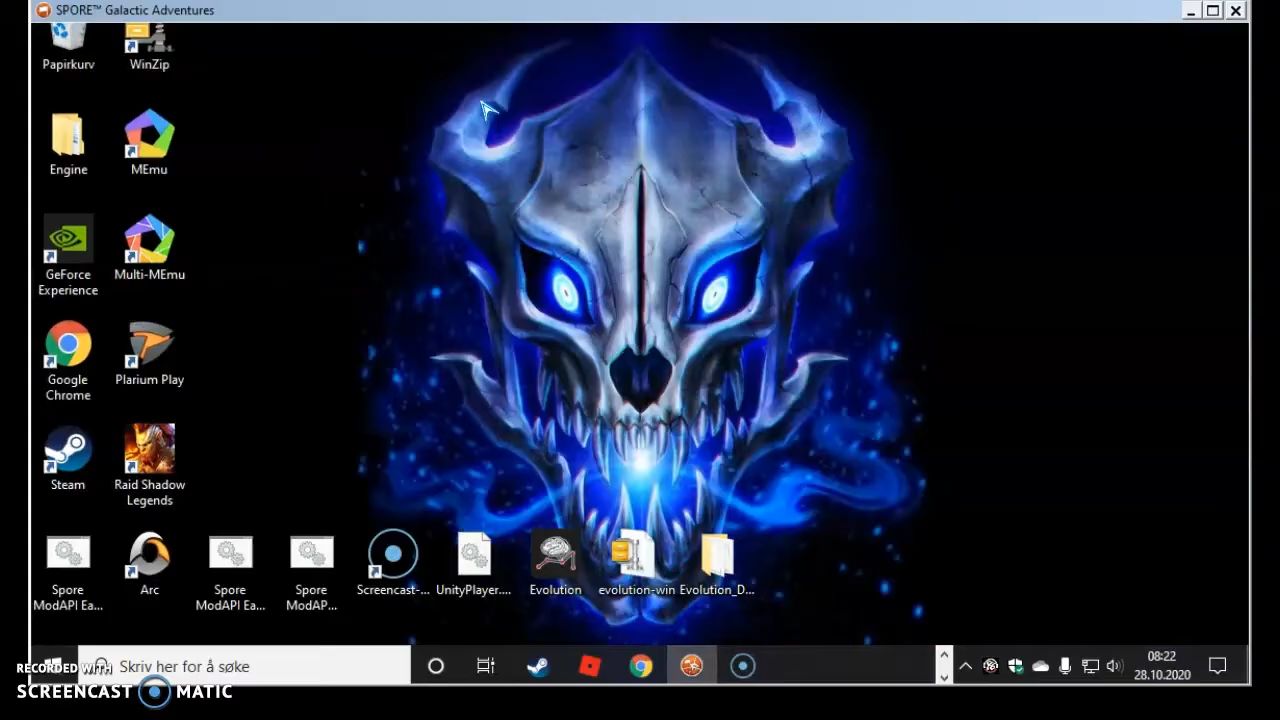 SPORE™ Galactic Adventures
Papirkurv
WinZip
Engine
MEmu
GeForce
Experience
Multi-MEmu
Google
Chrome
Plarium Play
Steam
Raid Shadow
Legends
Spore
ModAPI Ea...
Arc
Spore
ModAPI Ea...
Spore
ModAP...
Screencast-...
UnityPlayer....
Evolution
evolution-win
Evolution_D...
Skriv her for å søke
08:22
28.10.2020
RECORDED WITH
SCREENCAST MATIC